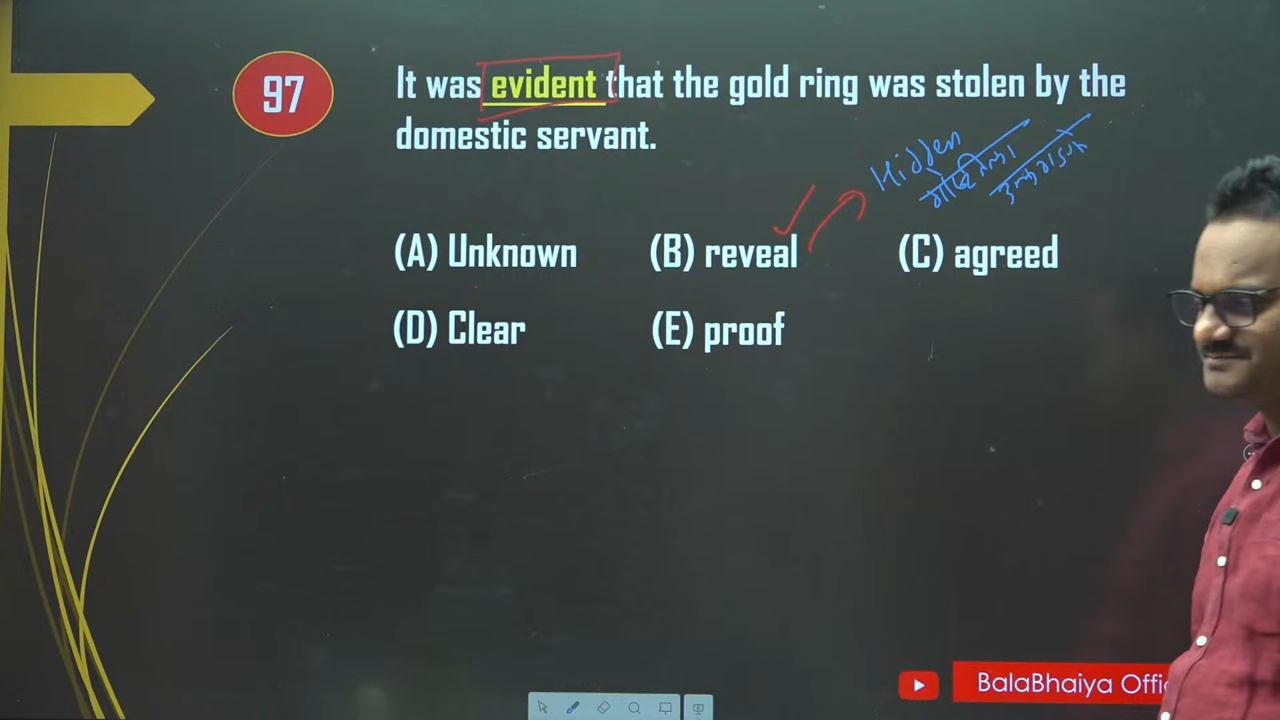 97
It was evident that the gold ring was stolen by the
domestic servant.
Hidden
(A) Unknown
(B) reveal
(C) agreed
(D) Clear
(E) proof
BalaBhaiya Offi